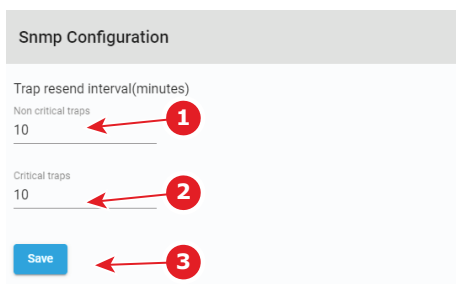 Snmp Configuration
Trap resend interval(minutes)
Non critical traps
10
1
Critical traps
10
2
Save
3